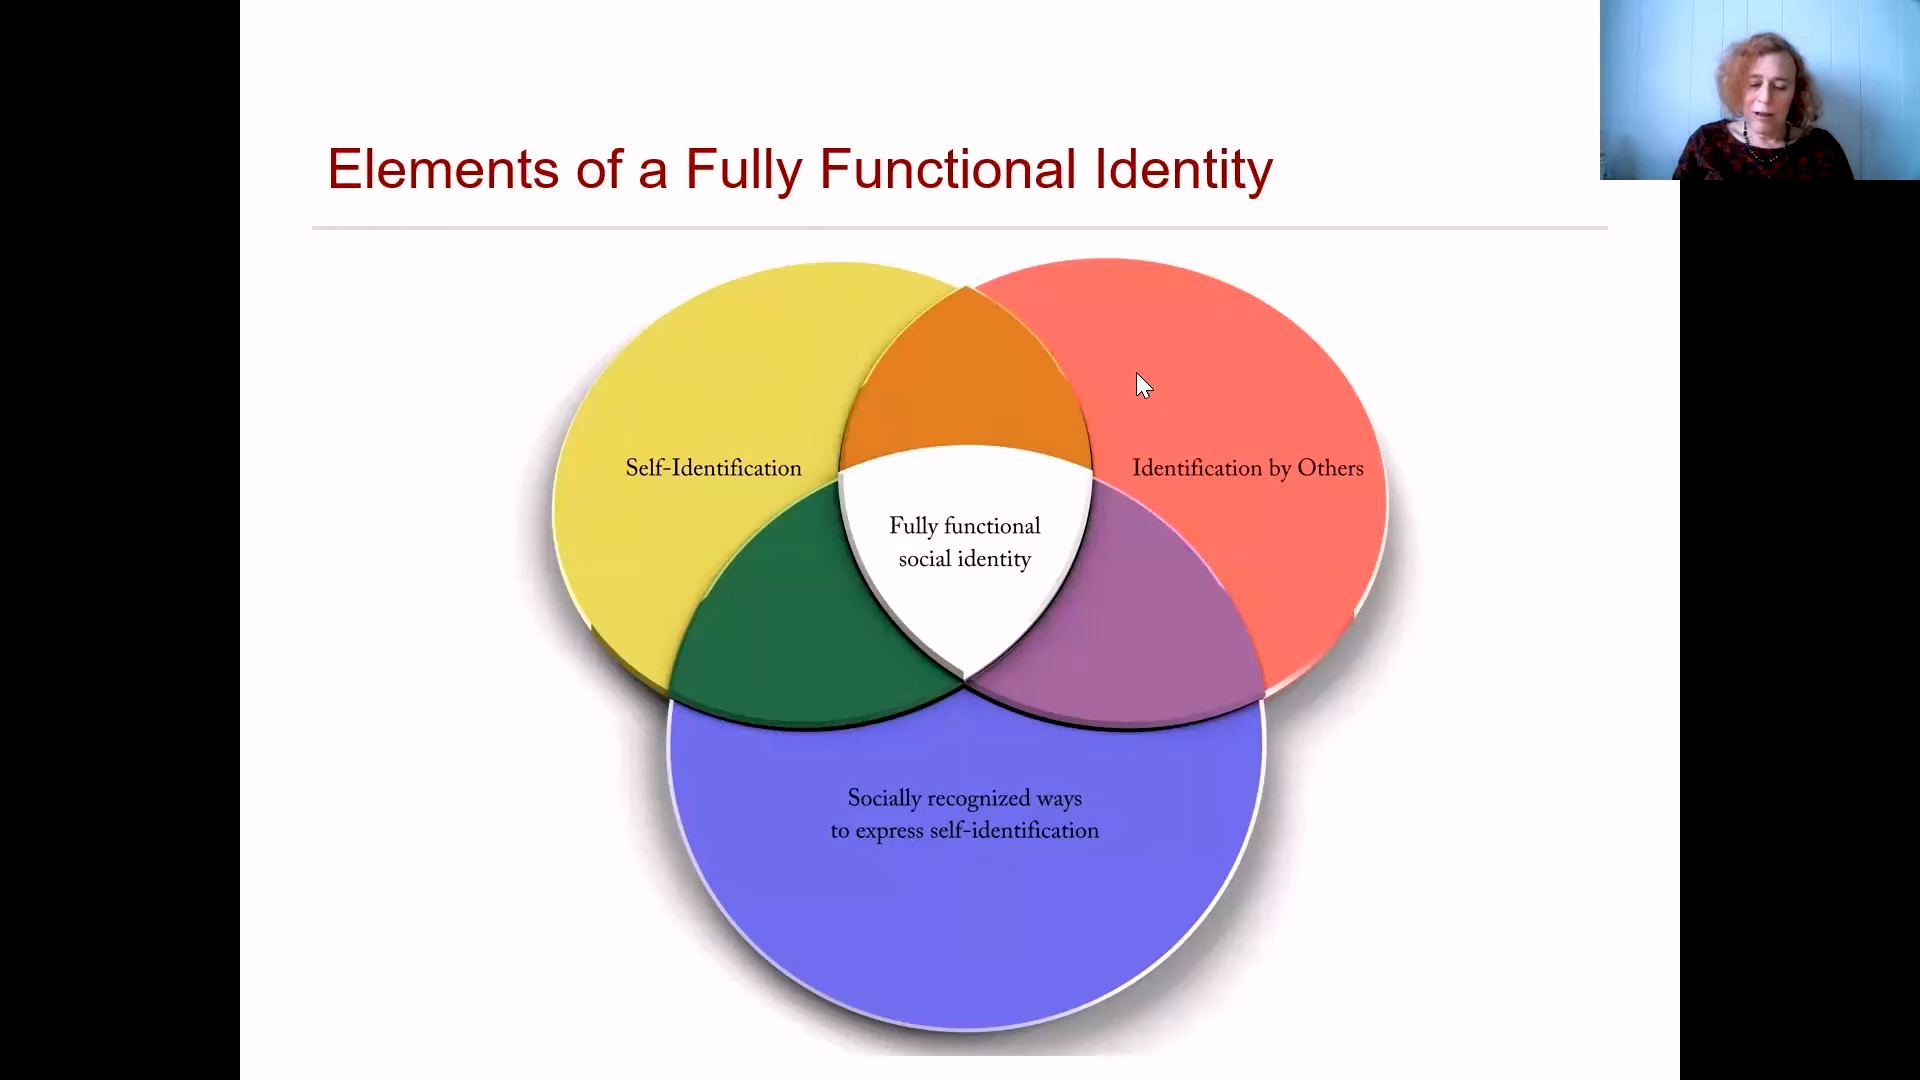 Elements of a Fully Functional Identity
Self-Identification
Identification by Others
Fully functional
social identity
Socially recognized ways
to express self-identification